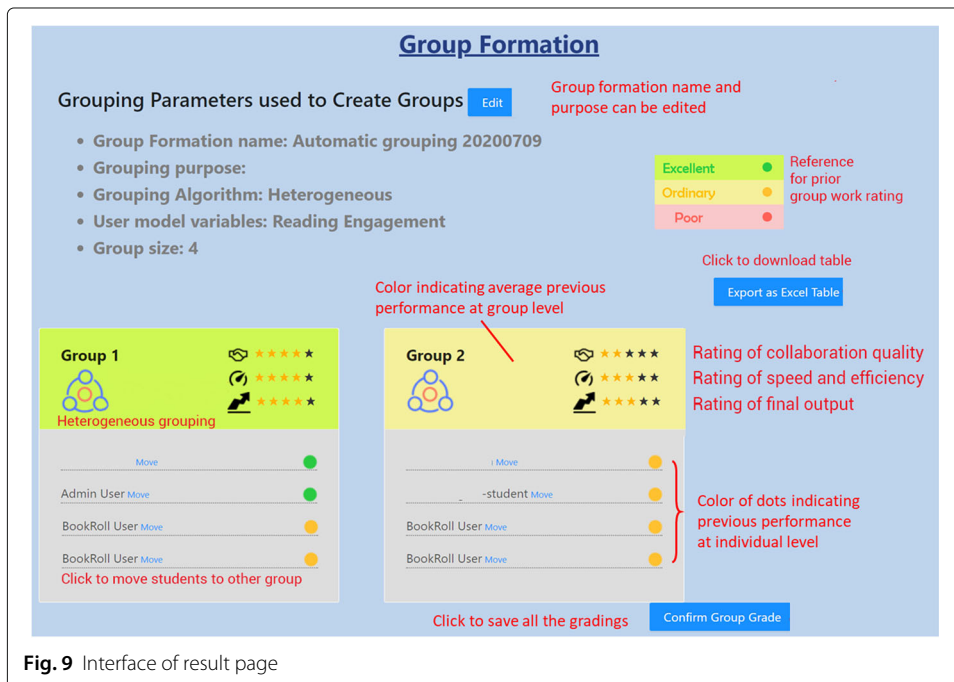 Group Formation
Grouping Parameters used to Create Groups Edit
Group formation name and
purpose can be edited
• Group Formation name: Automatic grouping 20200709
• Grouping purpose:
• Grouping Algorithm: Heterogeneous
• User model variables: Reading Engagement
• Group size: 4
Excellent
Ordinary
Poor
Reference
for prior
group work rating
Click to download table
Export as Excel Table
Color indicating average previous
performance at group level
Group 1
Heterogeneous grouping
Move
Admin User Move
BookRoll User Move
BookRoll User Move
Click to move students to other group
Group 2
Move
-student Move
BookRoll User Move
BookRoll User Move
Rating of collaboration quality
Rating of speed and efficiency
Rating of final output
Color of dots indicating
previous performance
at individual level
Click to save all the gradings
Confirm Group Grade
Fig. 9 Interface of result page